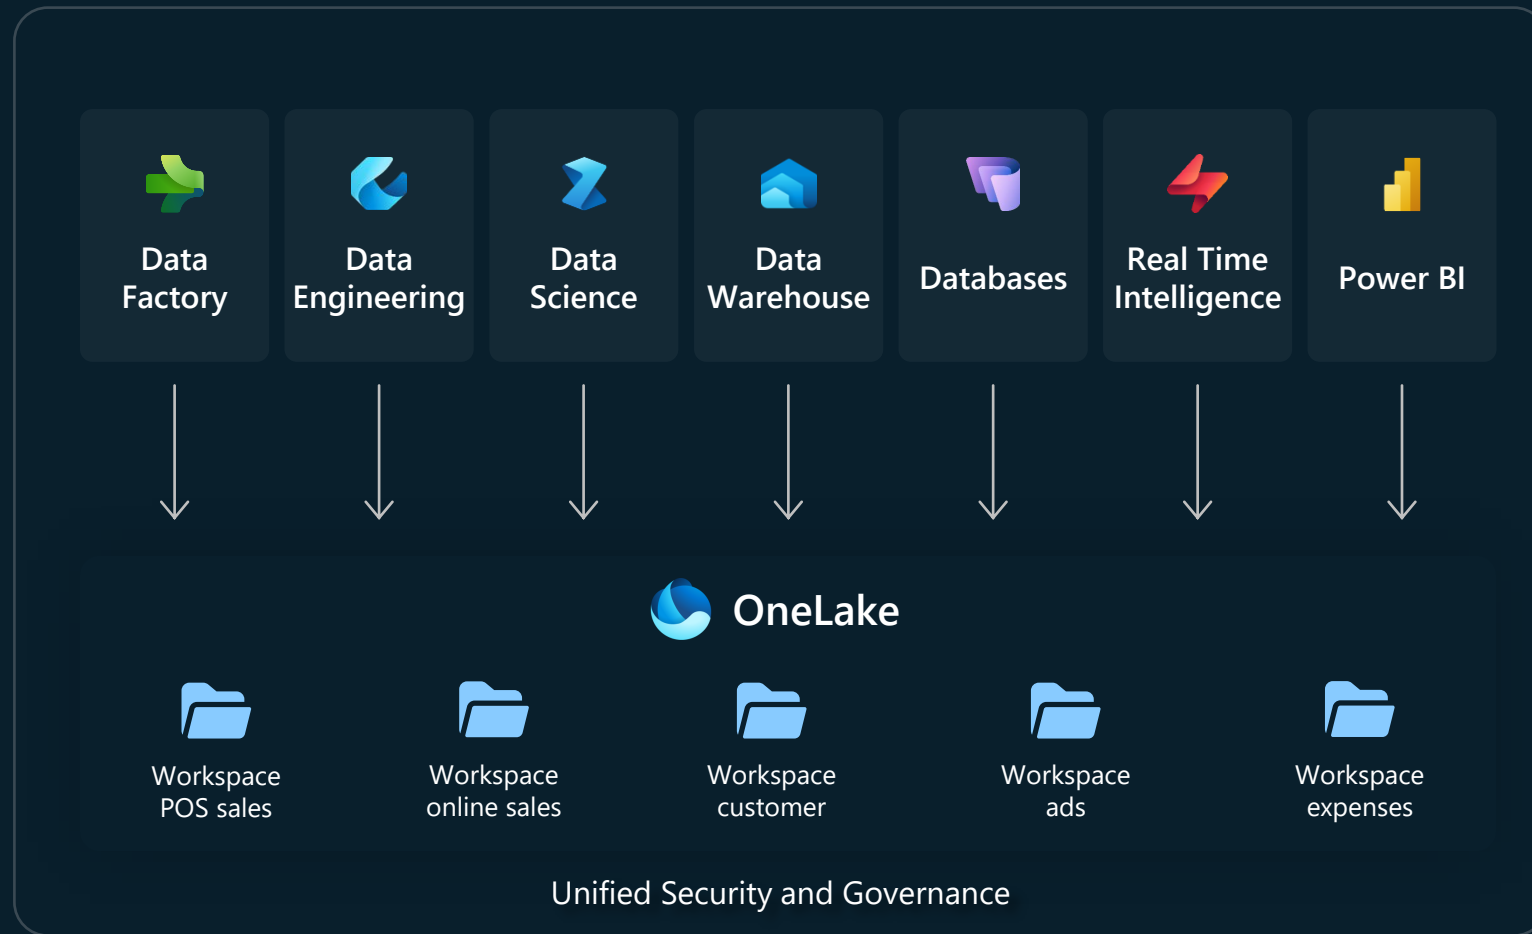 Data
Factory
Data
Engineering
Data
Science
Data
Warehouse
Databases
Real Time
Intelligence
Power BI
OneLake
Workspace
POS sales
Workspace
online sales
Workspace
customer
Workspace
ads
Workspace
expenses
Unified Security and Governance